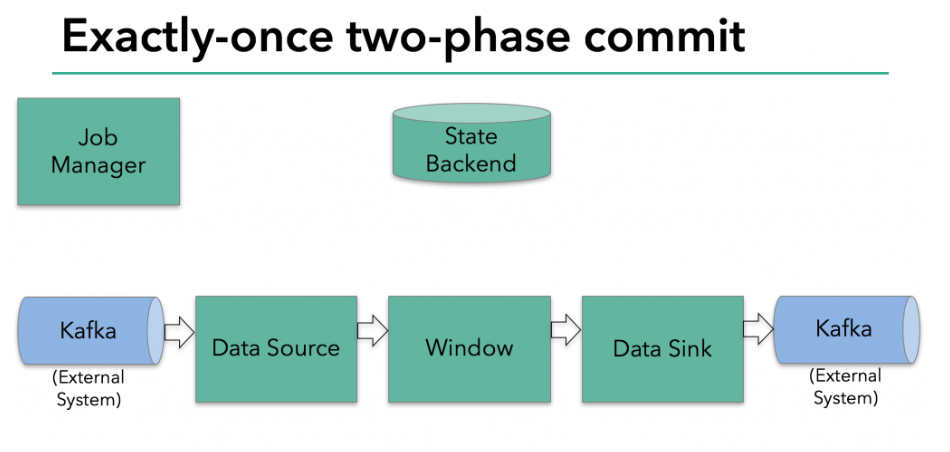 Exactly-once two-phase commit
Job
Manager
State
Backend
Kafka
(External
System)
Data Source
Window
Data Sink
Kafka
(External
System)